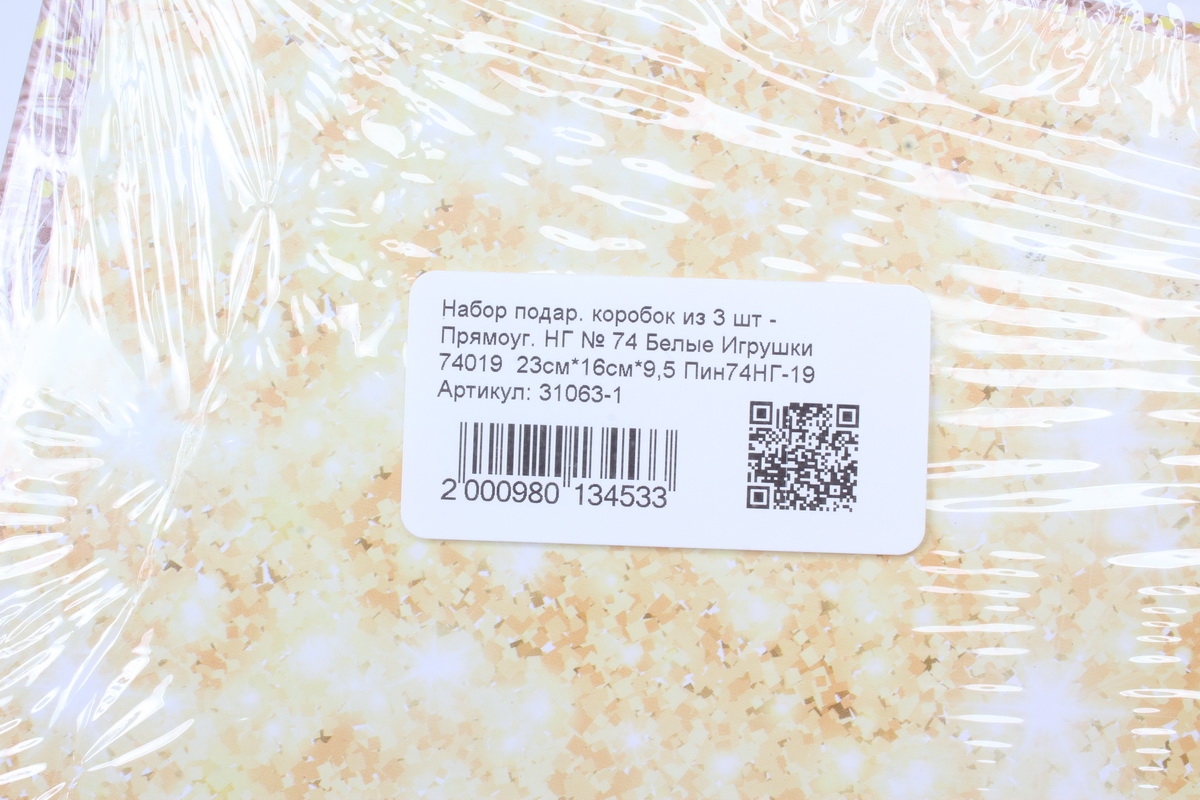 Набор подар. коробок из 3 шт -
Прямоуг. НГ № 74 Белые Игрушки
74019 23см*16см*9,5 Пин74НГ-19
Артикул: 31063-1
2 000980 134533